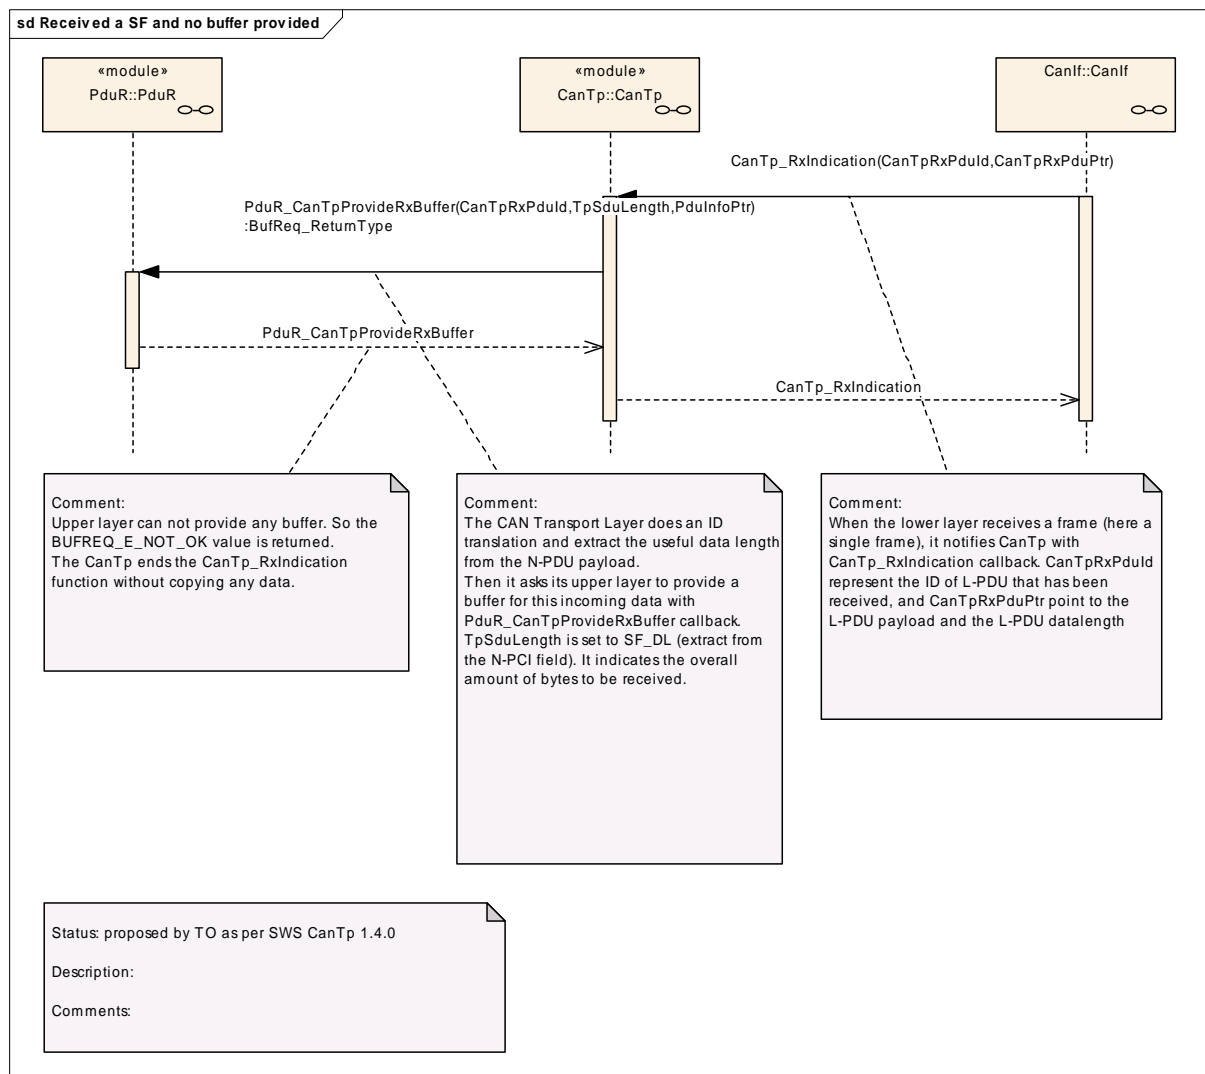 sd Received a SF and no buffer provided
«module»
PduR::PduR
«module»
CanTp::CanTp
CanIf::CanIf
CanTp_RxIndication(CanTpRxPduId,CanTpRxPduPtr)
PduR_CanTpProvideRxBuffer(CanTpRxPduId,TpSduLength,PduInfoPtr)
:BufReq_ReturnType
PduR_CanTpProvideRxBuffer
CanTp_RxIndication
Comment:
Upper layer can not provide any buffer. So the
BUFREQ_E_NOT_OK value is returned.
The CanTp ends the CanTp_RxIndication
function without copying any data.
Comment:
The CAN Transport Layer does an ID
translation and extract the useful data length
from the N-PDU payload.
Then it asks its upper layer to provide a
buffer for this incoming data with
PduR_CanTpProvideRxBuffer callback.
TpSduLength is set to SF_DL (extract from
the N-PCI field). It indicates the overall
amount of bytes to be received.
Comment:
When the lower layer receives a frame (here a
single frame), it notifies CanTp with
CanTp_RxIndication callback. CanTpRxPduId
represent the ID of L-PDU that has been
received, and CanTpRxPduPtr point to the
L-PDU payload and the L-PDU datalength
Status: proposed by TO as per SWS CanTp 1.4.0
Description:
Comments: